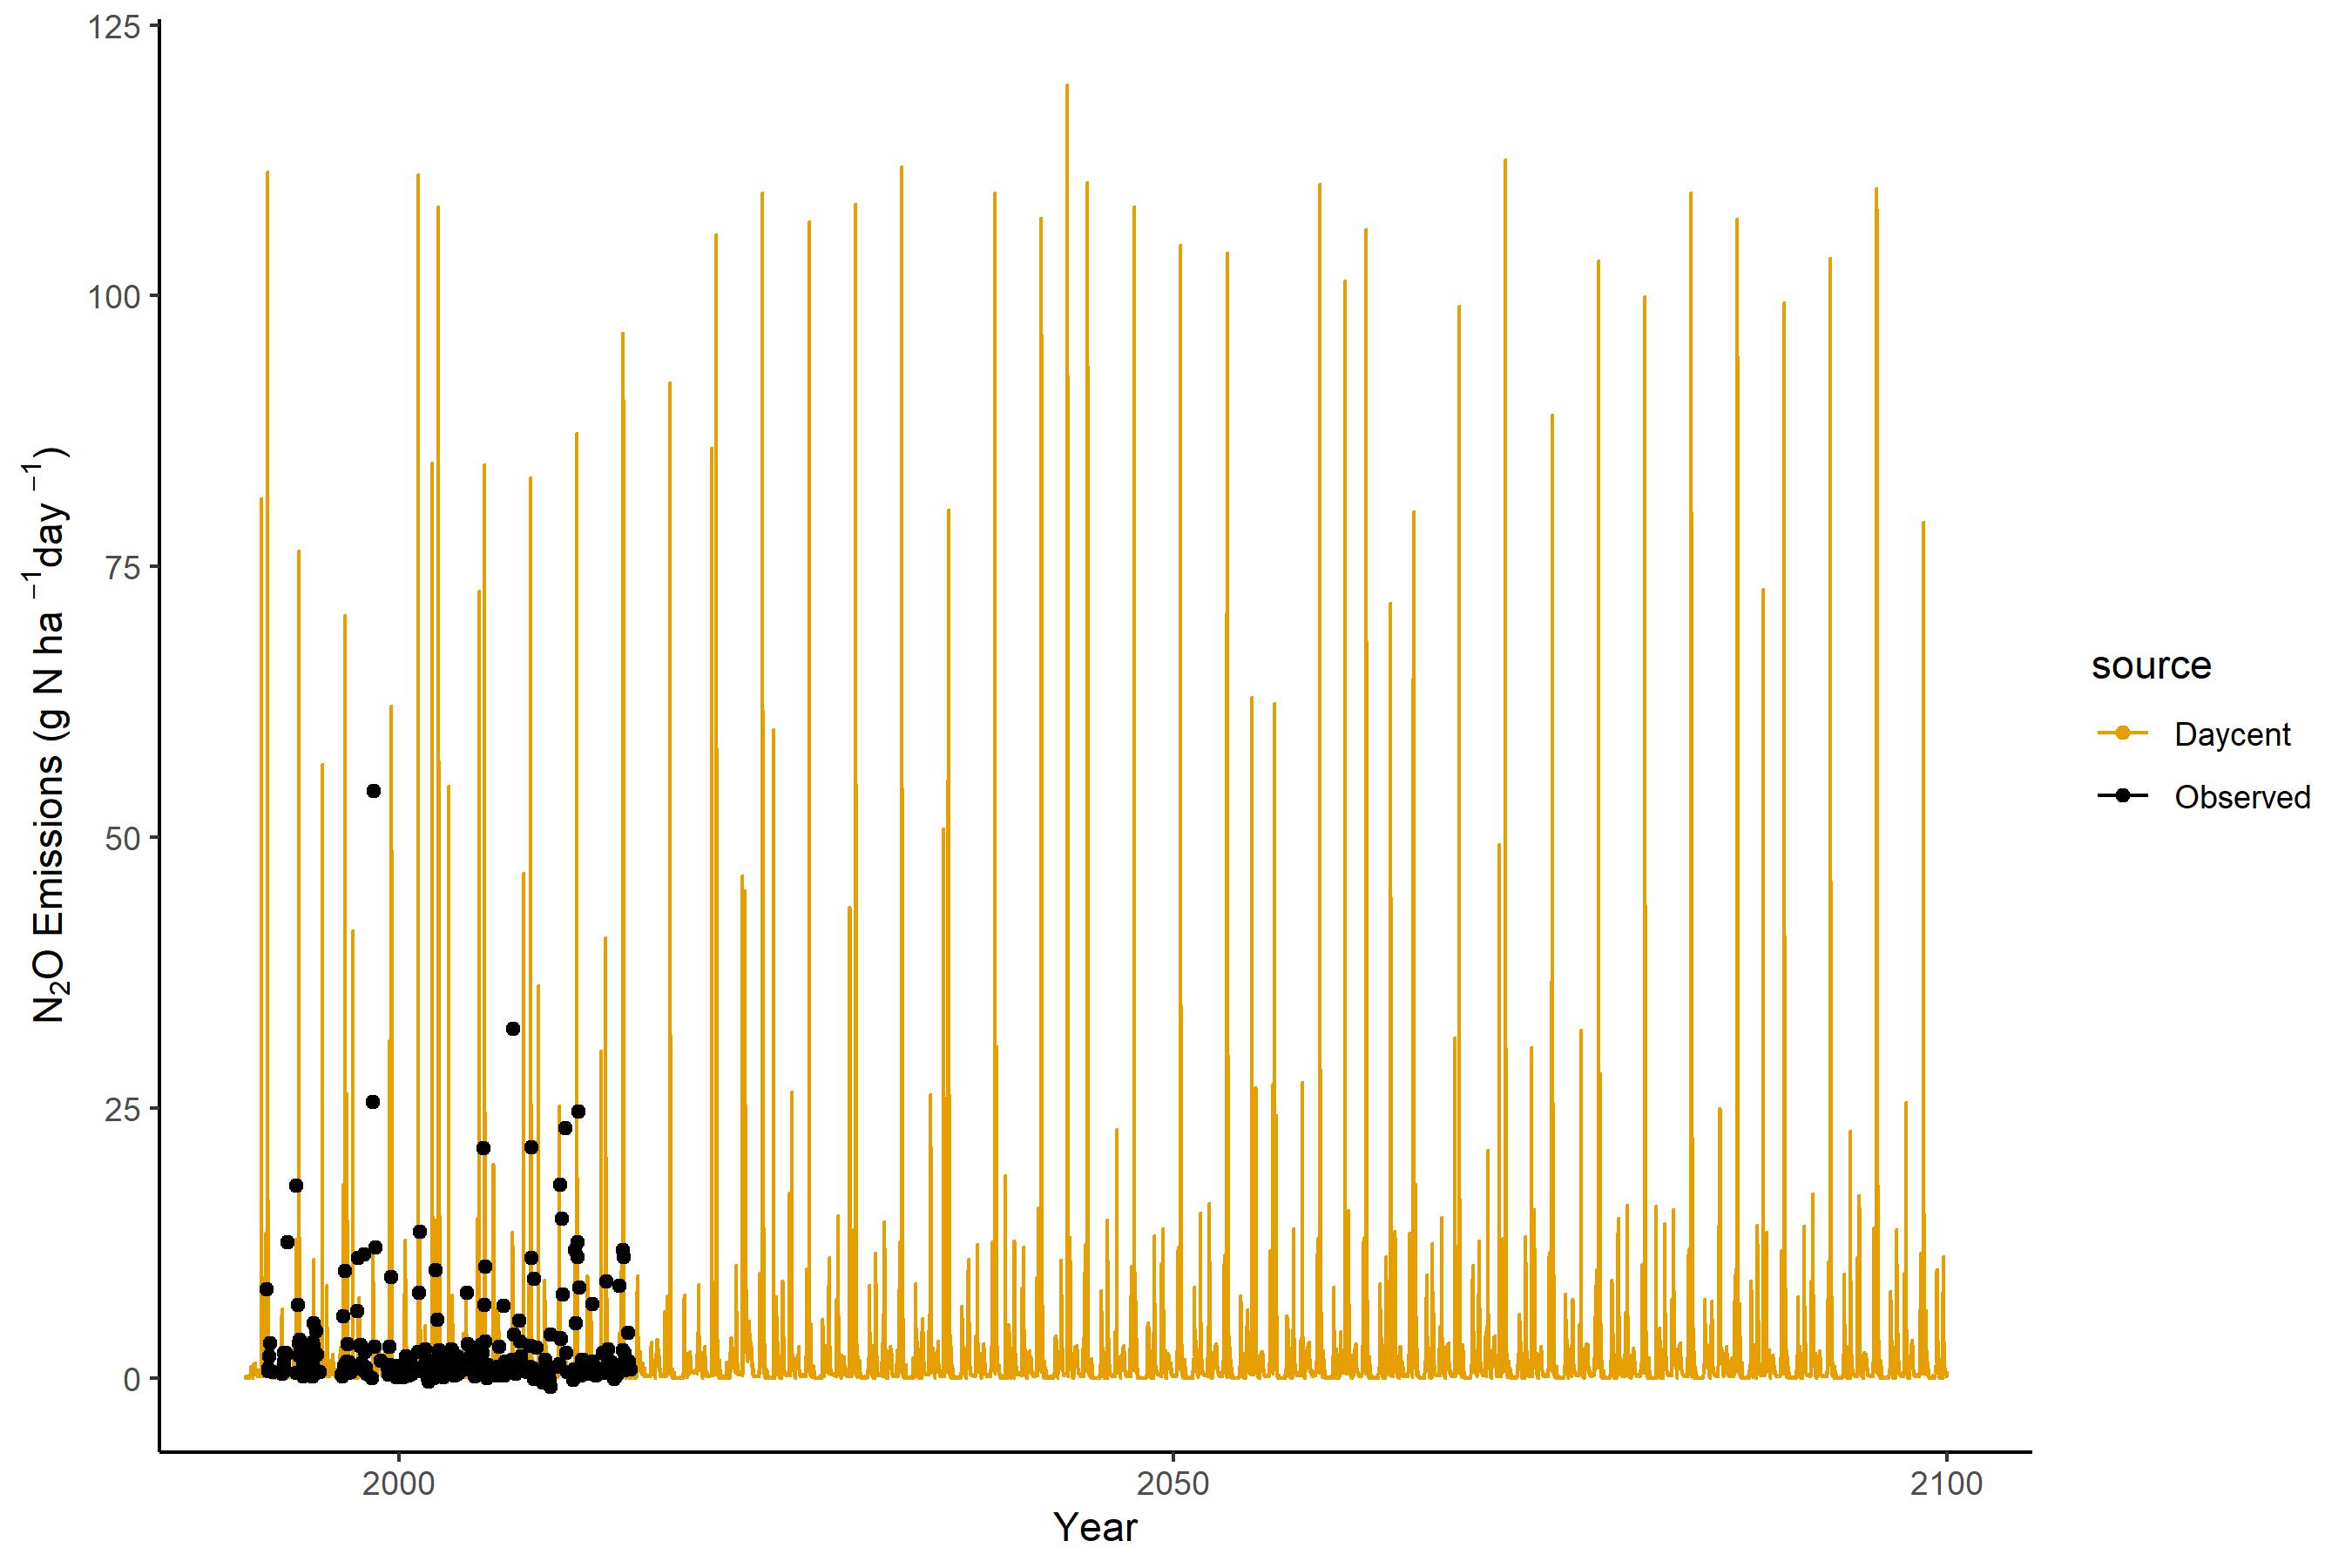 125
100
75
50
25
0
N₂O Emissions (g N ha ⁻¹day ⁻¹)
2000
2050
2100
Year
source
Daycent
Observed